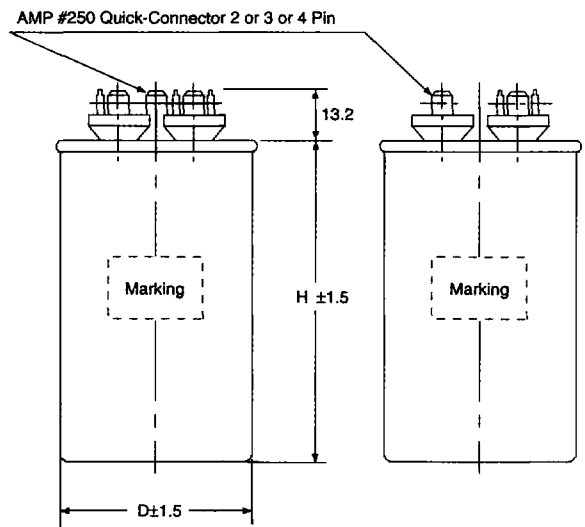 AMP #250 Quick-Connector 2 or 3 or 4 Pin
13.2
Marking
H ±1.5
Marking
D±1.5